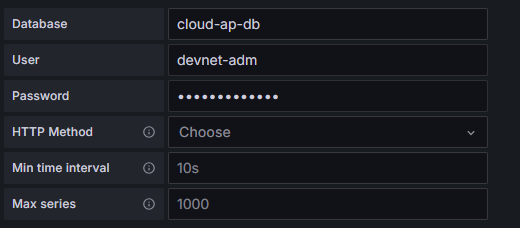 Database cloud-ap-db
User devnet-adm
Password •••••••••••••
HTTP Method Choose
Min time interval 10s
Max series 1000